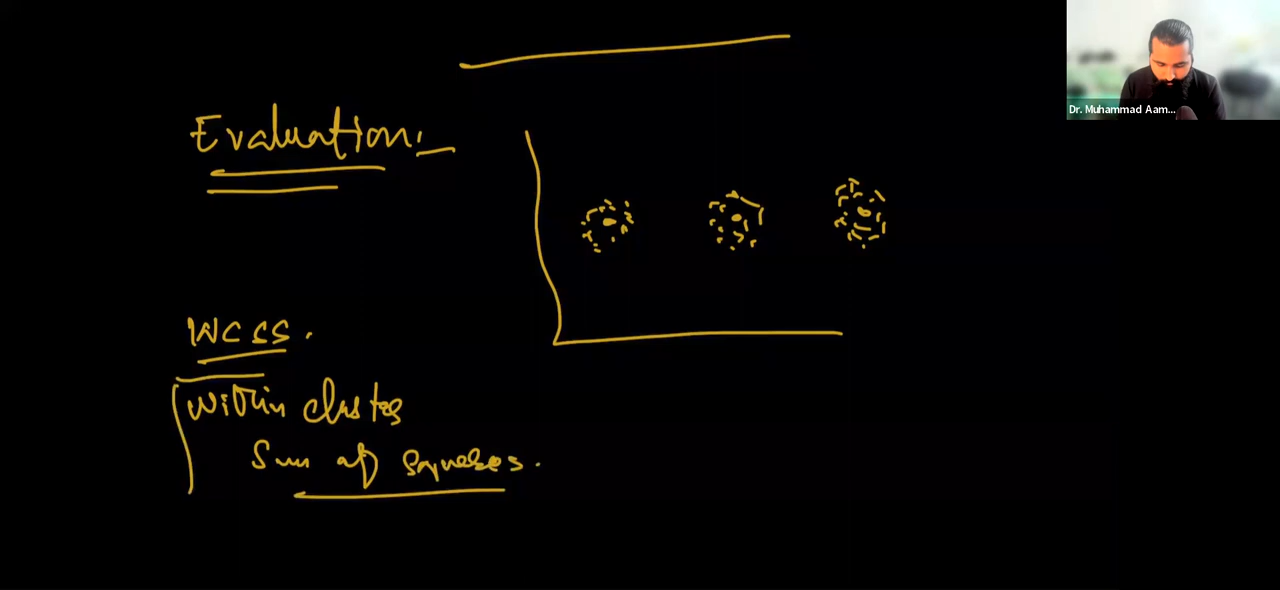 Evaluation:-
WCSS.
Within cluster
Sum of squares.
Dr. Muhammad Aam...